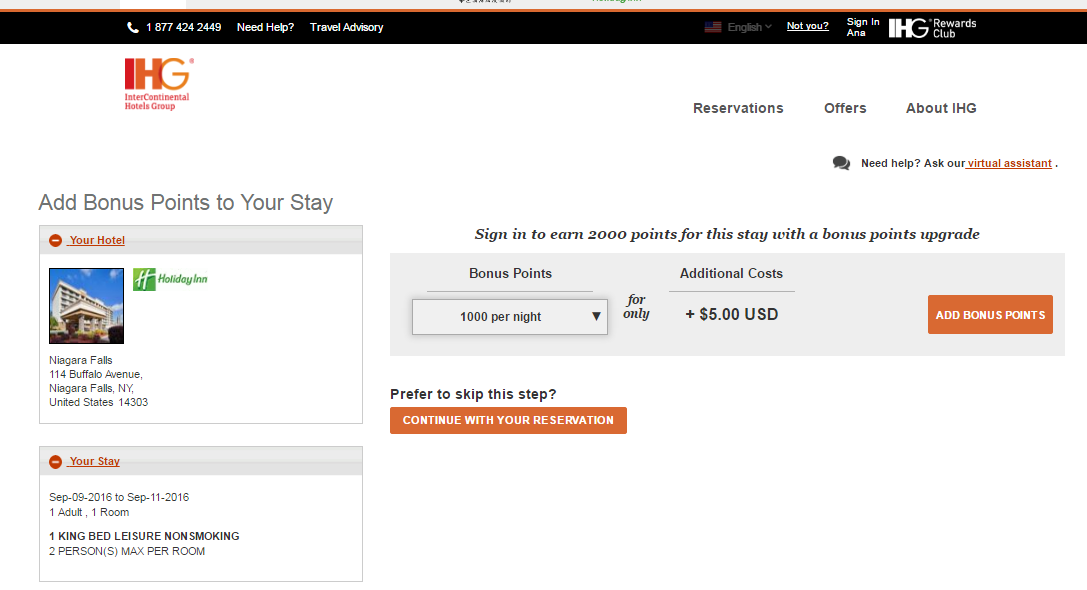 1 877 424 2449 Need Help? Travel Advisory
English Not you? Sign In
Ana
IHG® Rewards
Club
IHG®
InterContinental
Hotels Group
Reservations Offers About IHG
Need help? Ask our virtual assistant .
Add Bonus Points to Your Stay
Your Hotel
H Holiday Inn
Niagara Falls
114 Buffalo Avenue,
Niagara Falls, NY,
United States 14303
Your Stay
Sep-09-2016 to Sep-11-2016
1 Adult , 1 Room
1 KING BED LEISURE NONSMOKING
2 PERSON(S) MAX PER ROOM
Sign in to earn 2000 points for this stay with a bonus points upgrade
Bonus Points Additional Costs
1000 per night
for
only
+ $5.00 USD
ADD BONUS POINTS
Prefer to skip this step?
CONTINUE WITH YOUR RESERVATION